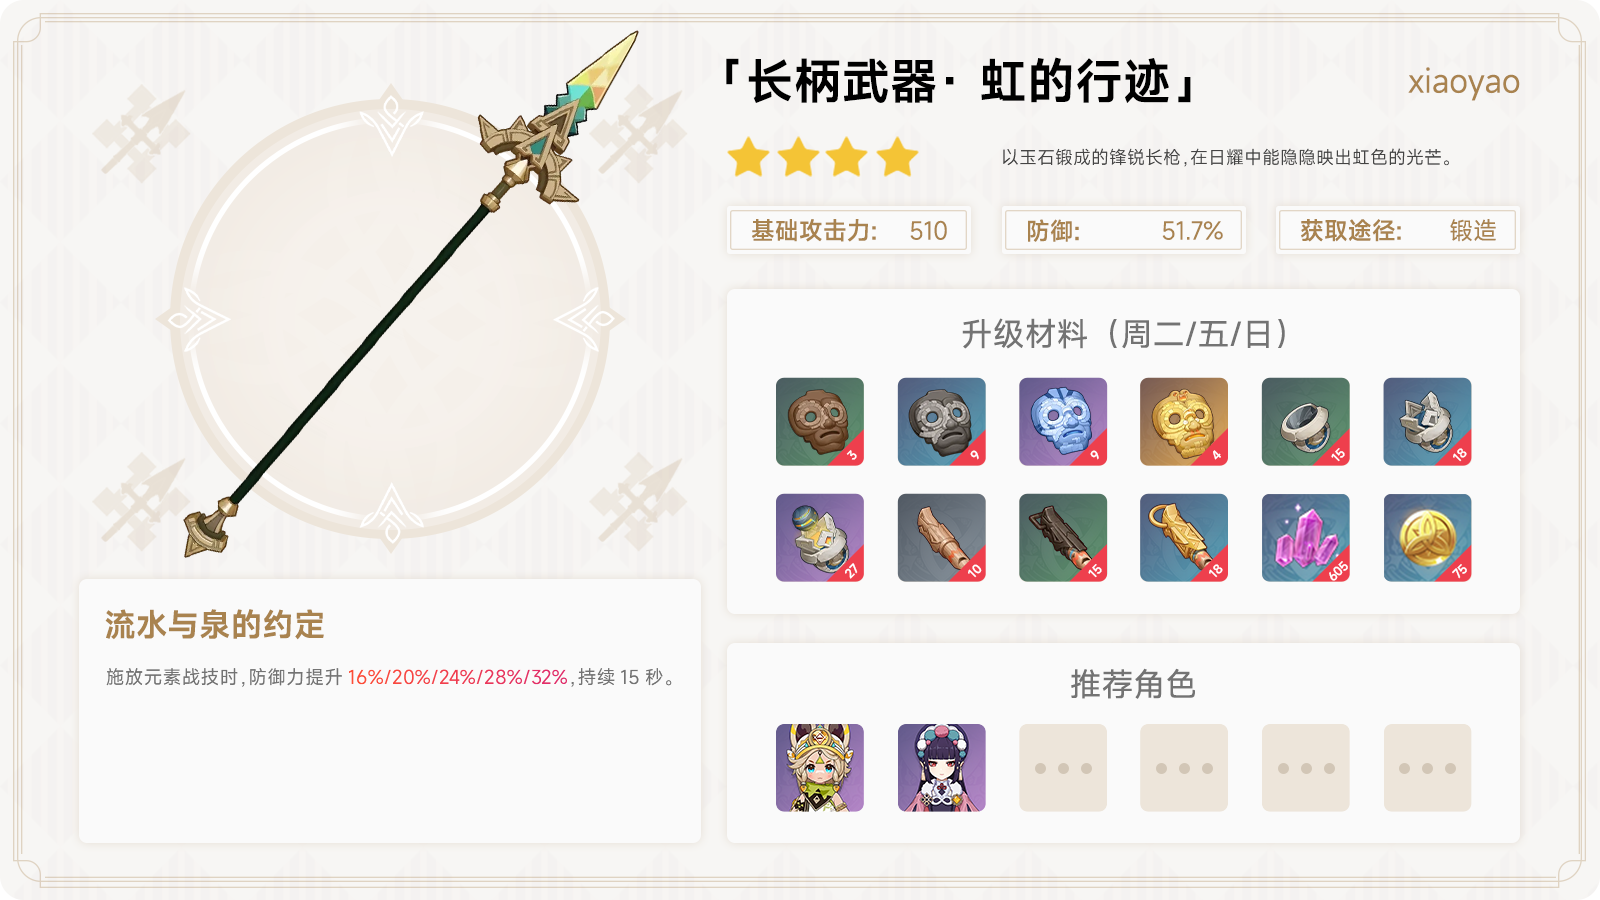 「长柄武器· 虹的行迹」
xiaoyao
以玉石锻成的锋锐长枪,在日耀中能隐隐映出虹色的光芒。
基础攻击力: 510
防御: 51.7%
获取途径: 锻造
升级材料（周二/五/日）
3 9 9 4 15 18
27 10 15 18 605 75
流水与泉的约定
施放元素战技时,防御力提升 16%/20%/24%/28%/32%,持续 15 秒。
推荐角色